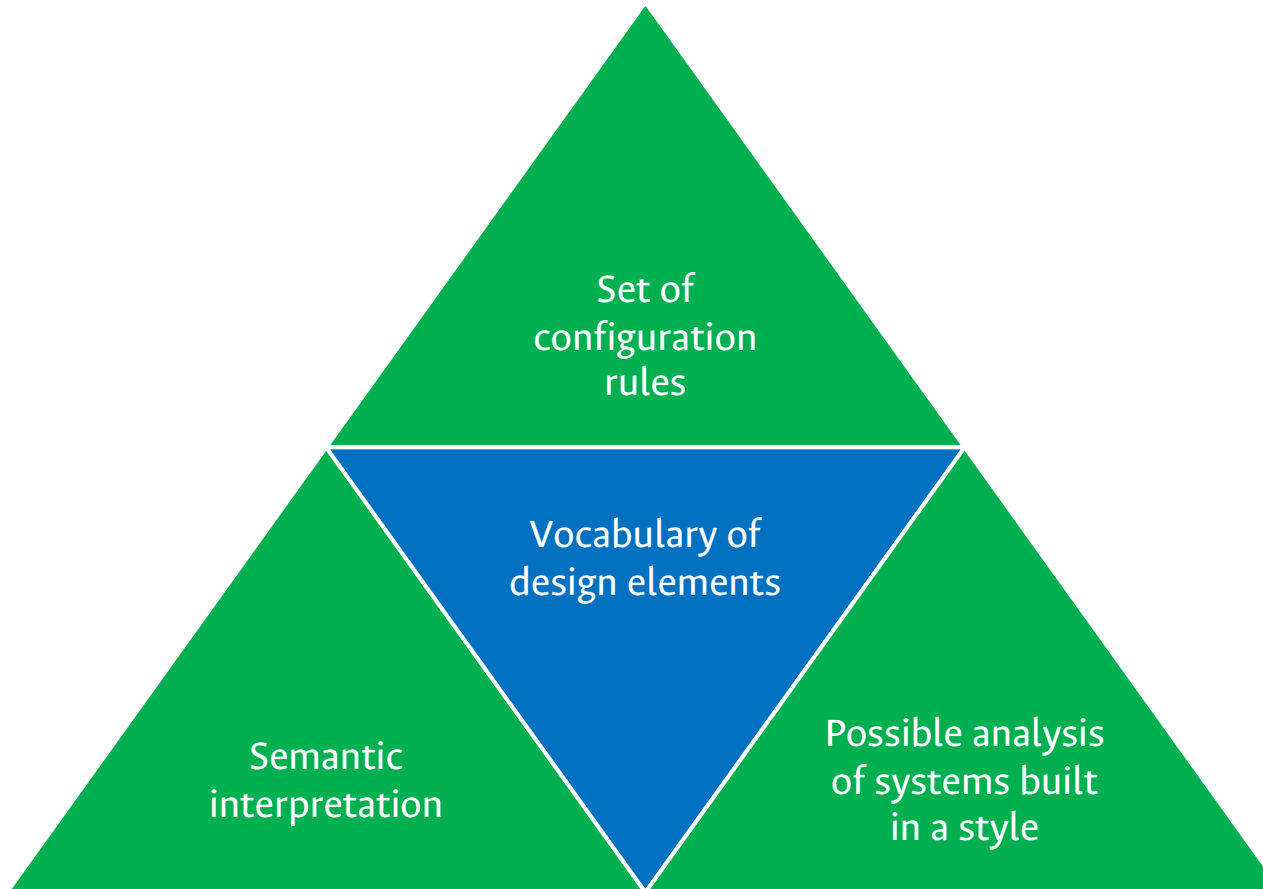 Set of
configuration
rules
Vocabulary of
design elements
Semantic
interpretation
Possible analysis
of systems built
in a style